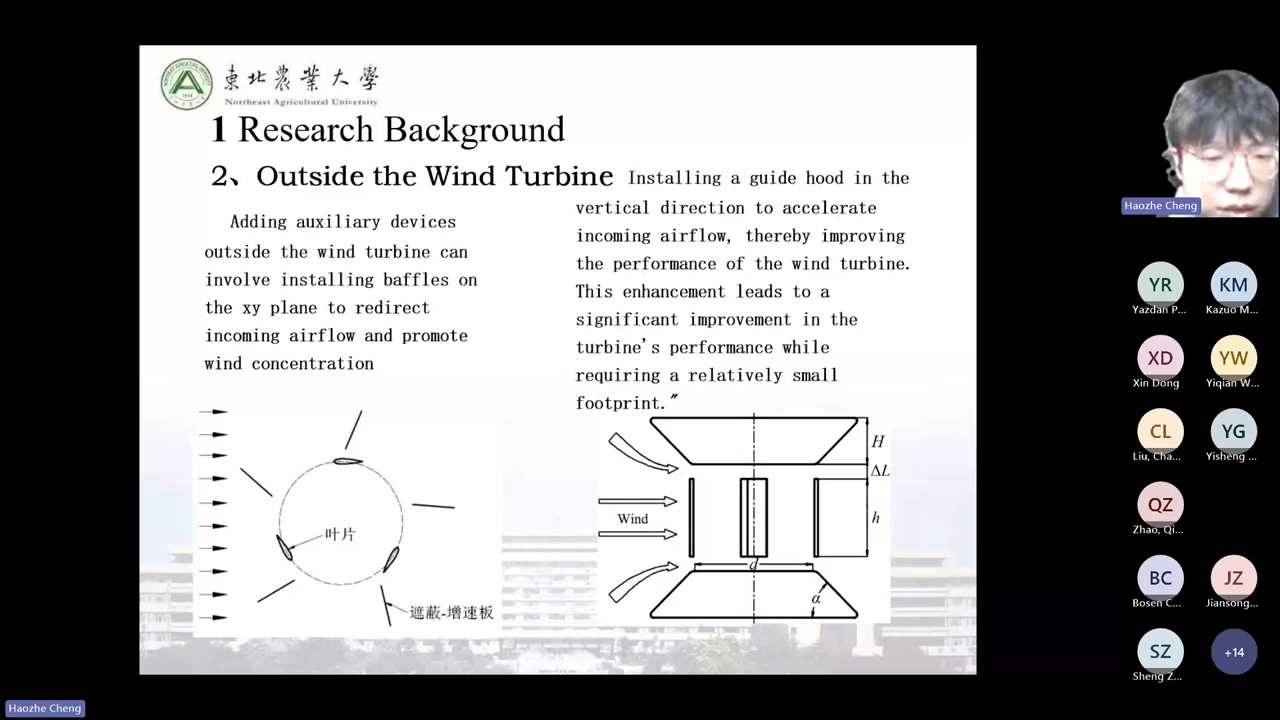 東北農業大學
Northeast Agricultural University
1 Research Background
2、Outside the Wind Turbine
Adding auxiliary devices
outside the wind turbine can
involve installing baffles on
the xy plane to redirect
incoming airflow and promote
wind concentration
Installing a guide hood in the
vertical direction to accelerate
incoming airflow, thereby improving
the performance of the wind turbine.
This enhancement leads to a
significant improvement in the
turbine's performance while
requiring a relatively small
footprint."
叶片
遮蔽-增速板
Wind
H
ΔL
h
d
α
Haozhe Cheng
YR
Yazdan P...
KM
Kazuo M...
XD
Xin Dong
YW
Yiqian W...
CL
Liu, Cha...
YG
Yisheng ...
QZ
Zhao, Qi...
BC
Bosen C...
JZ
Jiansong...
SZ
Sheng Z...
+14
Haozhe Cheng